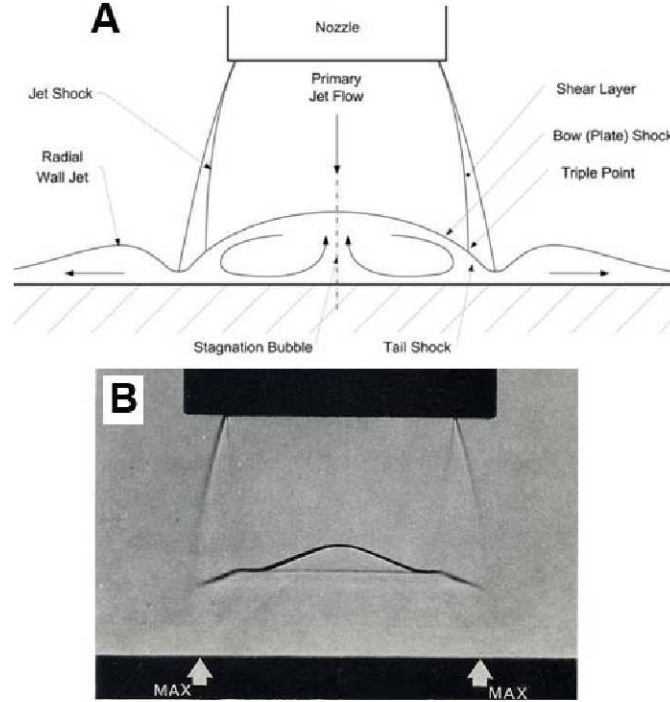 A
Nozzle
Primary
Jet Flow
Jet Shock
Shear Layer
Bow (Plate) Shock
Radial
Wall Jet
Triple Point
Stagnation Bubble
Tail Shock
B
MAX
MAX